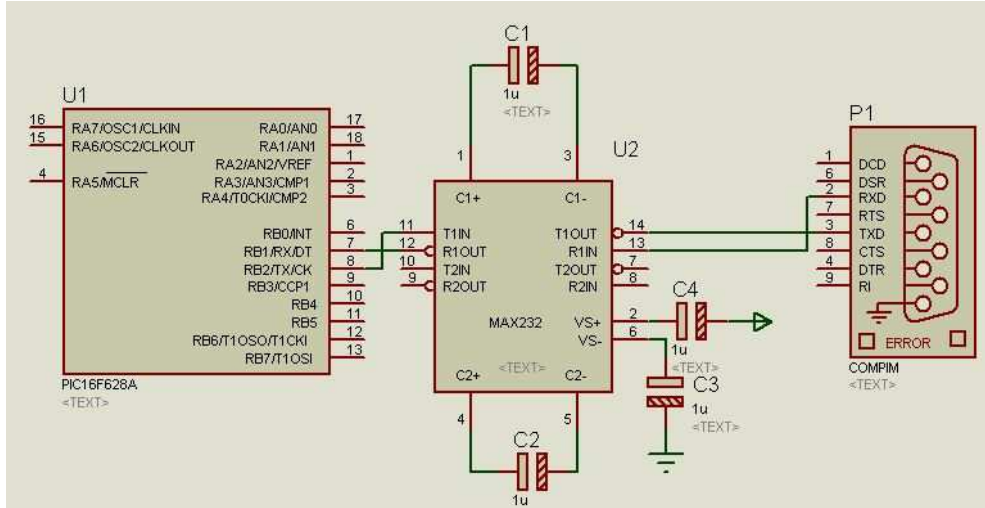 C1
1u
<TEXT>
U1
16 RA7/OSC1/CLKIN RA0/AN0 17
15 RA6/OSC2/CLKOUT RA1/AN1 18
RA2/AN2/VREF 1
4 RA5/MCLR RA3/AN3/CMP1 2
RA4/T0CKI/CMP2 3
RB0/INT 6
RB1/RX/DT 7
RB2/TX/CK 8
RB3/CCP1 9
RB4 10
RB5 11
RB6/T1OSO/T1CKI 12
RB7/T1OSI 13
PIC16F628A
<TEXT>
U2
1 3
C1+ C1-
11 T1IN T1OUT 14
12 R1OUT R1IN 13
10 T2IN T2OUT 7
9 R2OUT R2IN 8
MAX232 VS+ 2
VS- 6
<TEXT>
C2+ C2-
4 5
C2
1u
C4
1u
<TEXT>
C3
1u
<TEXT>
P1
1 DCD
6 DSR
2 RXD
7 RTS
3 TXD
8 CTS
4 DTR
9 RI
ERROR
COMPIM
<TEXT>